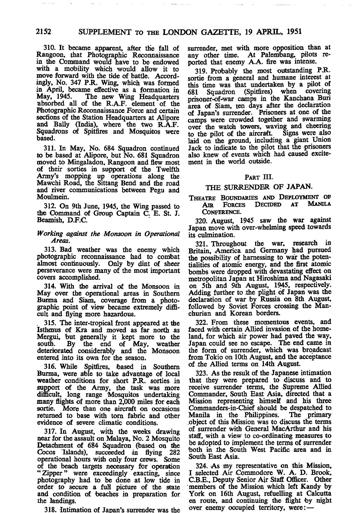 2152 SUPPLEMENT TO THE LONDON GAZETTE, 19 APRIL, 1951
310. It became apparent, after the fall of
Rangoon, that Photographic Reconnaissance
in the Command would have to be endowed
with a mobility which would allow it to
move forward with the tide of battle. Accord-
ingly, No. 347 P.R. Wing, which was formed
in April, became effective as a formation in
May, 1945. The new Wing Headquarters
absorbed all of the R.A.F. element of the
Photographic Reconnaissance Force and certain
sections of the Station Headquarters at Alipore
and Bally (India), where the two R.A.F.
Squadrons of Spitfires and Mosquitos were
based.
311. In May, No. 684 Squadron continued
to be based at Alipore, but No. 681 Squadron
moved to Mingaladon, Rangoon and flew most
of their sorties in support of the Twelfth
Army's mopping up operations along the
Mawchi Road, the Sittang Bend and the road
and river communications between Pegu and
Moulmein.
312. On 9th June, 1945, the Wing passed to
the Command of Group Captain C. E. St. J.
Beamish, D.F.C.
Working against the Monsoon in Operational
Areas.
313. Bad weather was the enemy which
photographic reconnaissance had to combat
almost continuously. Only by dint of sheer
perseverance were many of the most important
covers accomplished.
314. With the arrival of the Monsoon in
May over the operational areas in Southern
Burma and Siam, coverage from a photo-
graphic point of view became extremely diffi-
cult and flying more hazardous.
315. The inter-tropical front appeared at the
Isthmus of Kra and moved as far north as
Mergui, but generally it kept more to the
south. By the end of May, weather
deteriorated considerably and the Monsoon
entered into its own for the season.
316. While Spitfires, based in Southern
Burma, were able to take advantage of local
weather conditions for short P.R. sorties in
support of the Army, the task was more
difficult, long range Mosquitos undertaking
many flights of more than 2,000 miles for each
sortie. More than one aircraft on occasions
returned to base with torn fabric and other
evidence of severe climatic conditions.
317. In August, with the weeks drawing
near for the assault on Malaya, No. 2 Mosquito
Detachment of 684 Squadron (based on the
Cocos Islands), succeeded in flying 282
operational hours with only four crews. Some
of the beach targets necessary for operation
"Zipper" were exceedingly exacting, since
photography had to be done at low tide in
order to secure a full picture of the state
and condition of beaches in preparation for
the landings.
318. Intimation of Japan's surrender was the
surrender, met with more opposition than at
any other time. At Palembang, pilots re-
ported that enemy A.A. fire was intense.
319. Probably the most outstanding P.R.
sortie from a general and humane interest at
this time was that undertaken by a pilot of
681 Squadron (Spitfires) when covering
prisoner-of-war camps in the Kanchana Buri
area of Siam, ten days after the declaration
of Japan's surrender. Prisoners at one of the
camps were crowded together and swarming
over the watch towers, waving and cheering
to the pilot of the aircraft. Signs were also
laid on the ground, including a giant Union
Jack to indicate to the pilot that the prisoners
also knew of events which had caused excite-
ment in the world outside.
PART III.
THE SURRENDER OF JAPAN.
THEATRE BOUNDARIES AND DEPLOYMENT OF
AIR FORCES DECIDED AT MANILA
CONFERENCE.
320. August, 1945 saw the war against
Japan move with over-whelming speed towards
its culmination.
321. Throughout the war, research in
Britain, America and Germany had pursued
the possibility of harnessing to war the poten-
tialities of atomic energy, and the first atomic
bombs were dropped with devastating effect on
metropolitan Japan at Hiroshima and Nagasaki
on 5th and 9th August, 1945, respectively.
Adding further to the plight of Japan was the
declaration of war by Russia on 8th August,
followed by Soviet Forces crossing the Man-
churian and Korean borders.
322. From these momentous events, and
faced with certain Allied invasion of the home-
land, for which air power had paved the way,
Japan could see no escape. The end came in
the form of surrender, which was broadcast
from Tokio on 10th August, and the acceptance
of the Allied terms on 14th August.
323. As the result of the Japanese intimation
that they were prepared to discuss and to
receive surrender terms, the Supreme Allied
Commander, South East Asia, directed that a
Mission representing himself and his three
Commanders-in-Chief should be despatched to
Manila in the Philippines. The primary
object of this Mission was to discuss the terms
of surrender with General MacArthur and his
staff, with a view to co-ordinating measures to
be adopted to implement the terms of surrender
both in the South West Pacific area and in
South East Asia.
324. As my representative on this Mission,
I selected Air Commodore W. A. D. Brook,
C.B.E., Deputy Senior Air Staff Officer. Other
members of the Mission which left Kandy by
York on 16th August, refuelling at Calcutta
en route, and continuing the flight by night
over enemy occupied territory, were:—